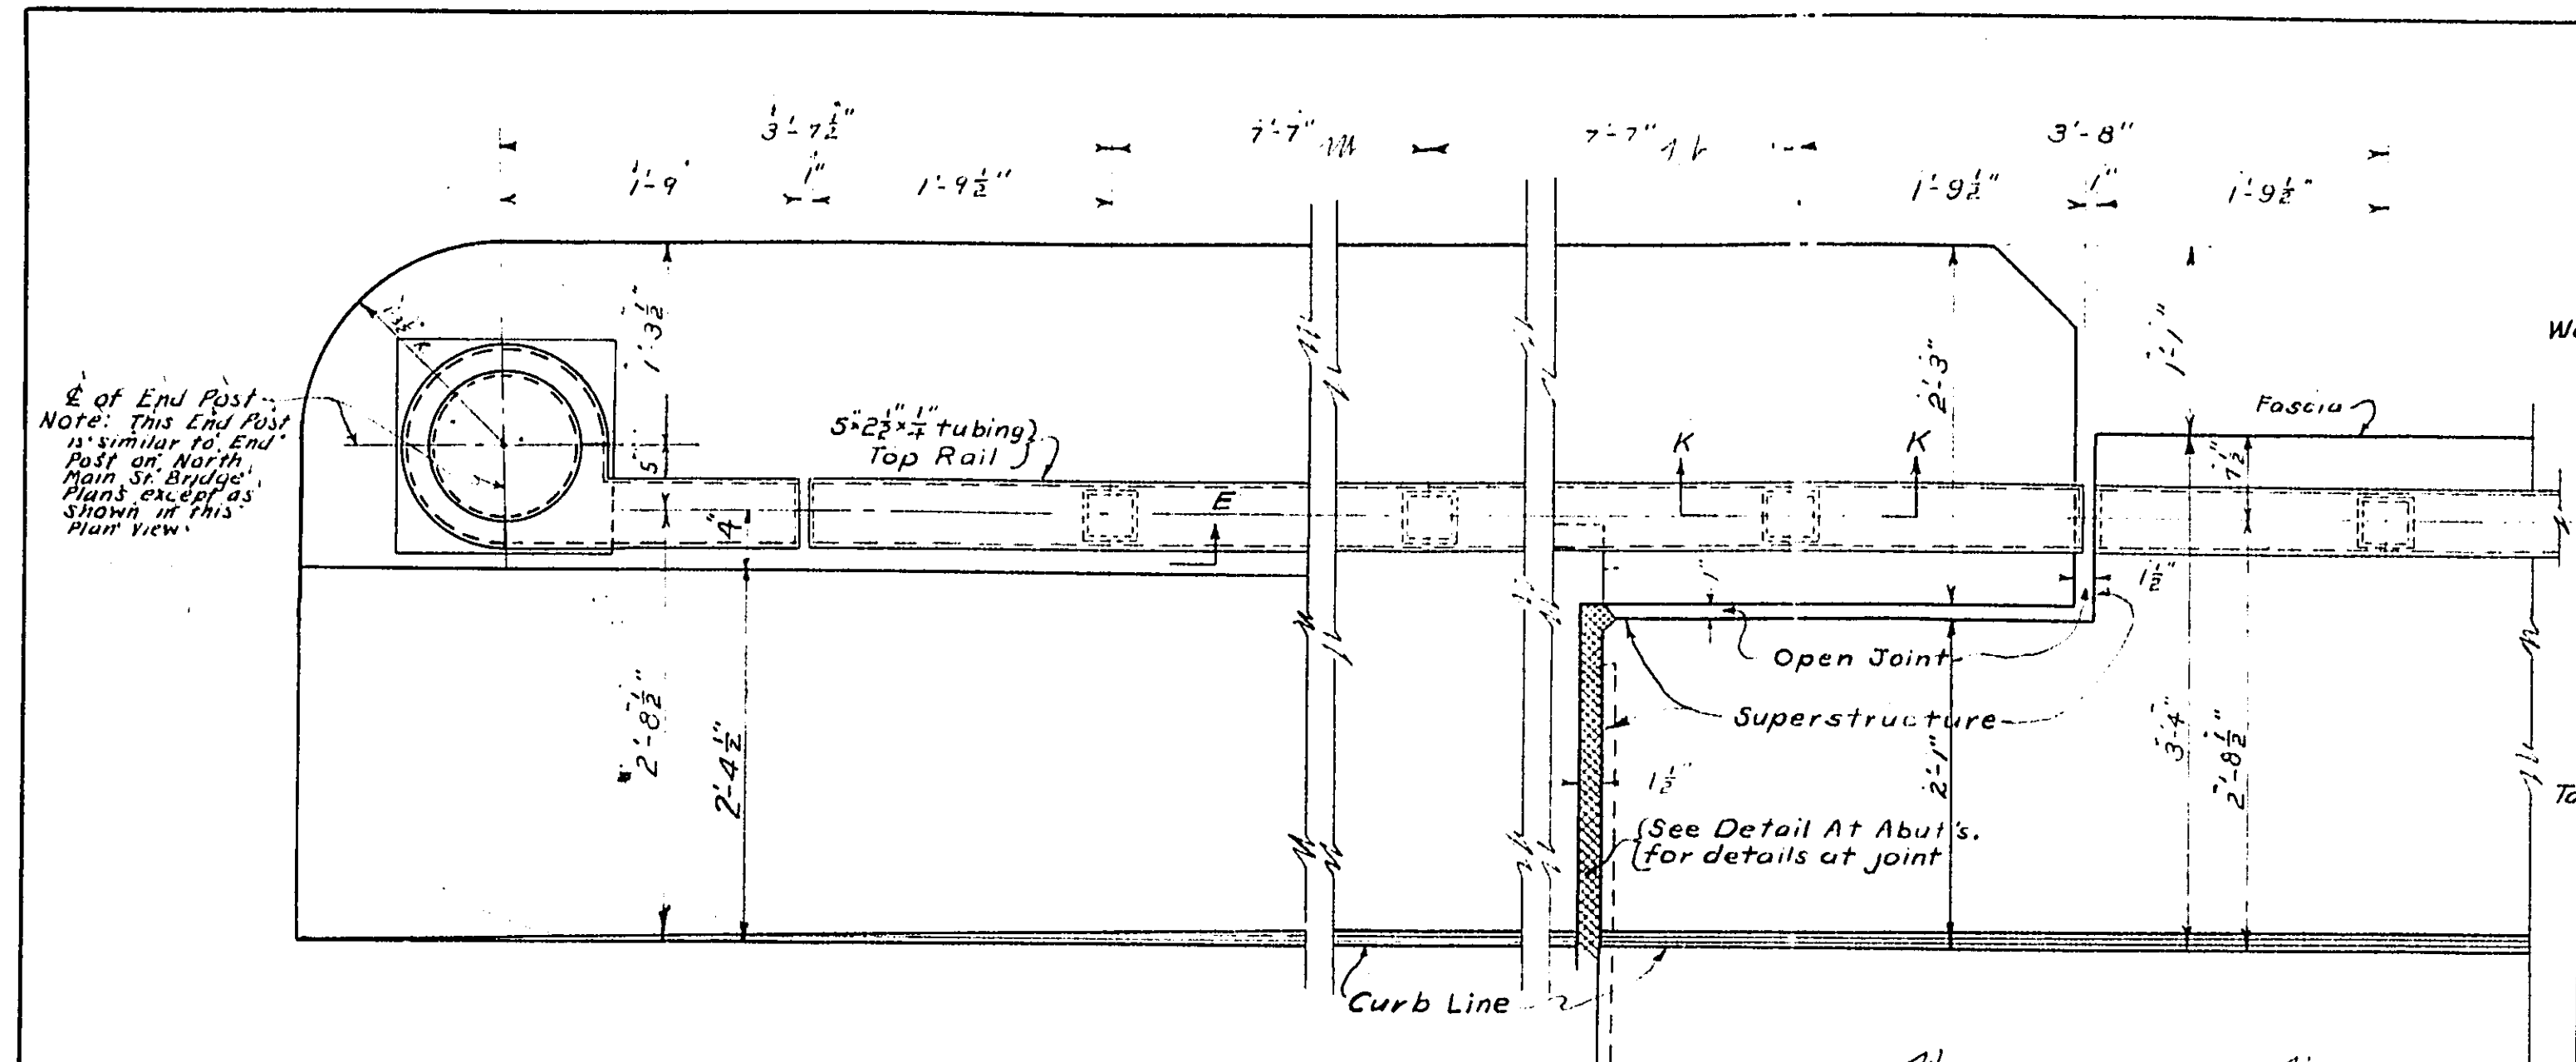 3'-7½"
7'-7"
7'-7"
3'-8"
1'-9"
1"
1'-9½"
1'-9½"
1"
1'-9½"
1'-3½"
1'-3½"
2'-3"
1'-1"
Fascia
℄ of End Post
Note: This End Post
is similar to End
Post on North
Main St. Bridge
Plans except as
shown in this
Plan View.
5"x2½"x¼" tubing
Top Rail
K
K
E
5"
4"
7½"
1"
1½"
Open Joint
Superstructure
2'-8½"
2'-4½"
1½"
2'-1"
3'-4"
2'-8½"
See Detail At Abut's.
for details at joint
Curb Line